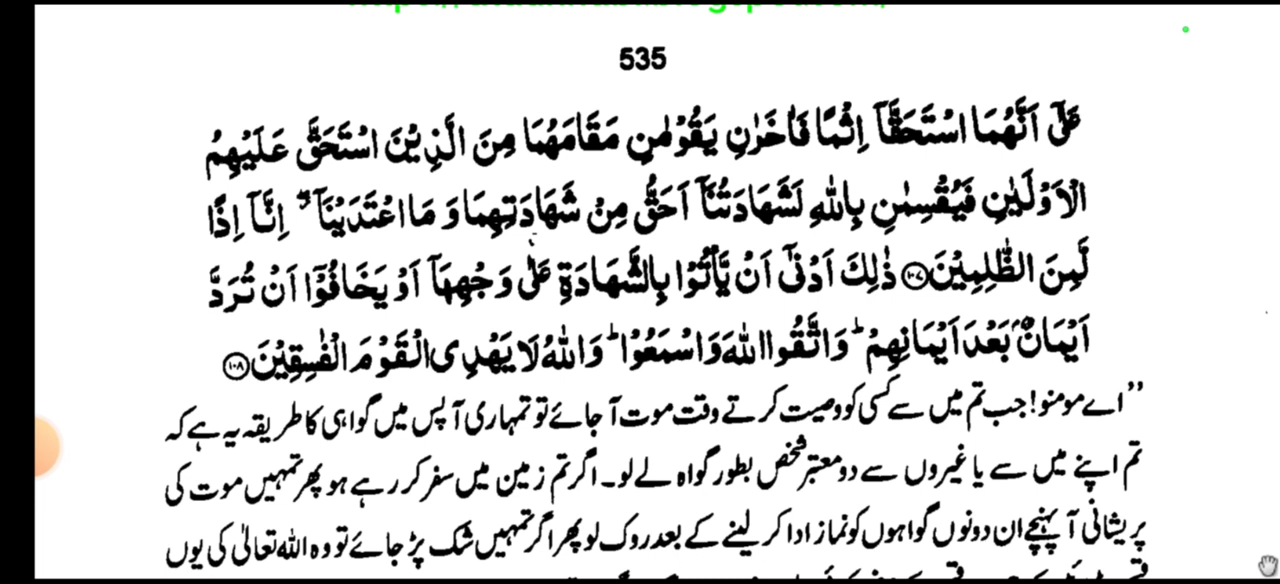 535
عَلٰۤى اَنَّهُمَا اسْتَحَقَّاۤ اِثْمًا فَاٰخَرٰنِ يَقُوْمٰنِ مَقَامَهُمَا مِنَ الَّذِيْنَ اسْتَحَقَّ عَلَيْهِمُ
الْاَوْلَيٰنِ فَيُقْسِمٰنِ بِاللّٰهِ لَشَهَادَتُنَاۤ اَحَقُّ مِنْ شَهَادَتِهِمَا وَ مَا اعْتَدَيْنَاۤ ۖ اِنَّاۤ اِذًا
لَّمِنَ الظّٰلِمِيْنَ ﴿۱۰۷﴾ ذٰلِكَ اَدْنٰۤى اَنْ يَّاْتُوْا بِالشَّهَادَةِ عَلٰى وَجْهِهَاۤ اَوْ يَخَافُوْۤا اَنْ تُرَدَّ
اَيْمَانٌۢ بَعْدَ اَيْمَانِهِمْ ؕ وَ اتَّقُوا اللّٰهَ وَ اسْمَعُوْا ؕ وَ اللّٰهُ لَا يَهْدِى الْقَوْمَ الْفٰسِقِيْنَ ﴿۱۰۸﴾
”اے مومنو! جب تم میں سے کسی کو وصیت کرتے وقت موت آ جائے تو تمہاری آپس میں گواہی کا طریقہ یہ ہے کہ
تم اپنے میں سے یا غیروں سے دو معتبر شخص بطور گواہ لے لو۔ اگر تم زمین میں سفر کر رہے ہو پھر تمہیں موت کی
پریشانی آ پہنچے ان دونوں گواہوں کو نماز ادا کر لینے کے بعد روک لو پھر اگر تمہیں شک پڑ جائے تو وہ اللہ تعالیٰ کی یوں